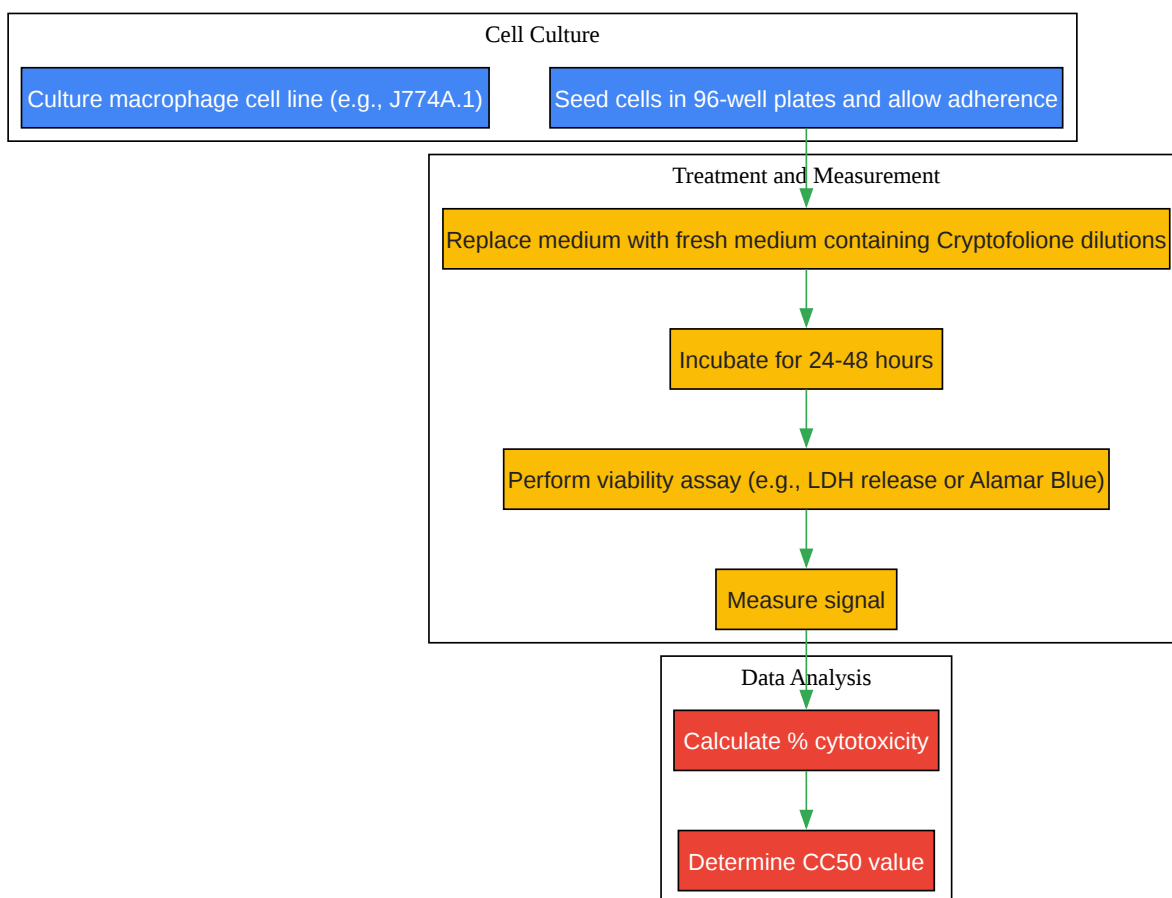 Cell Culture
Culture macrophage cell line (e.g., J774A.1)
Seed cells in 96-well plates and allow adherence
Treatment and Measurement
Replace medium with fresh medium containing Cryptofolione dilutions
Incubate for 24-48 hours
Perform viability assay (e.g., LDH release or Alamar Blue)
Measure signal
Data Analysis
Calculate % cytotoxicity
Determine CC50 value